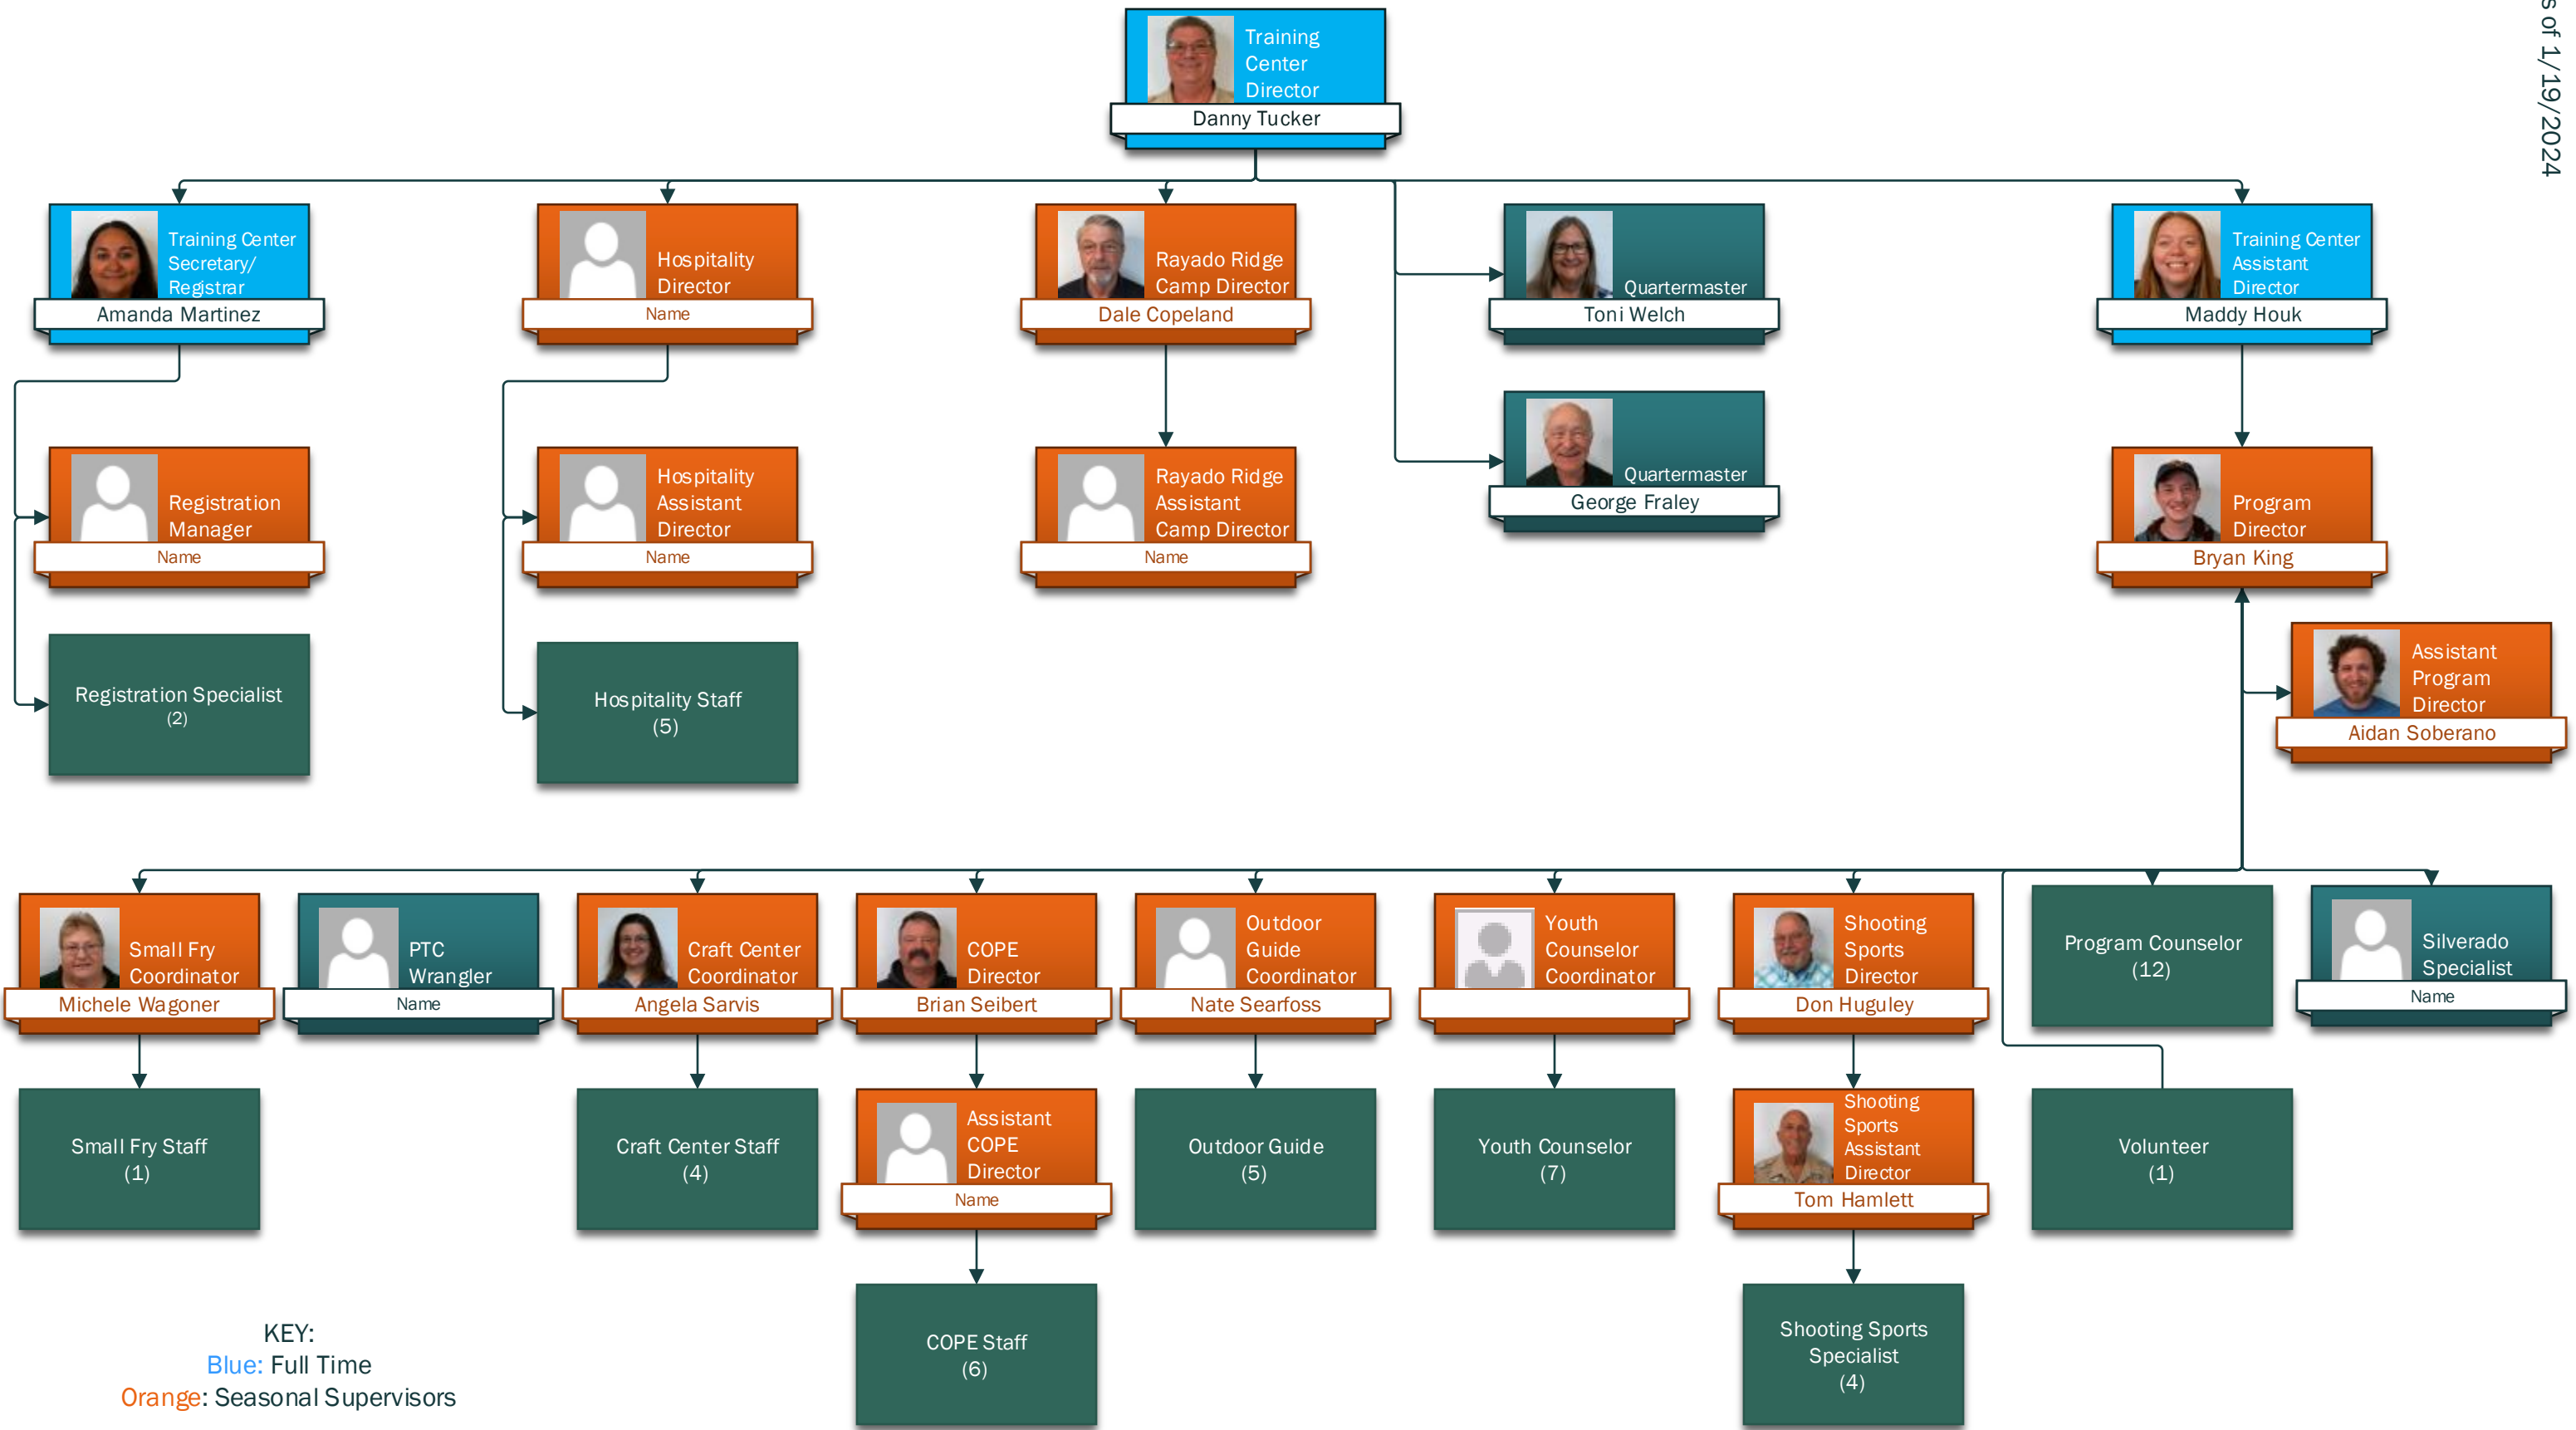 s of 1/19/2024
Training
Center
Director
Danny Tucker
Training Center
Secretary/
Registrar
Amanda Martinez
Hospitality
Director
Name
Rayado Ridge
Camp Director
Dale Copeland
Quartermaster
Toni Welch
Training Center
Assistant
Director
Maddy Houk
Quartermaster
George Fraley
Registration
Manager
Name
Hospitality
Assistant
Director
Name
Rayado Ridge
Assistant
Camp Director
Name
Program
Director
Bryan King
Registration Specialist
(2)
Hospitality Staff
(5)
Assistant
Program
Director
Aidan Soberano
Small Fry
Coordinator
Michele Wagoner
PTC
Wrangler
Name
Craft Center
Coordinator
Angela Sarvis
COPE
Director
Brian Seibert
Outdoor
Guide
Coordinator
Nate Searfoss
Youth
Counselor
Coordinator
Shooting
Sports
Director
Don Huguley
Program Counselor
(12)
Silverado
Specialist
Name
Small Fry Staff
(1)
Craft Center Staff
(4)
Assistant
COPE
Director
Name
Outdoor Guide
(5)
Youth Counselor
(7)
Shooting
Sports
Assistant
Director
Tom Hamlett
Volunteer
(1)
COPE Staff
(6)
Shooting Sports
Specialist
(4)
KEY:
Blue: Full Time
Orange: Seasonal Supervisors